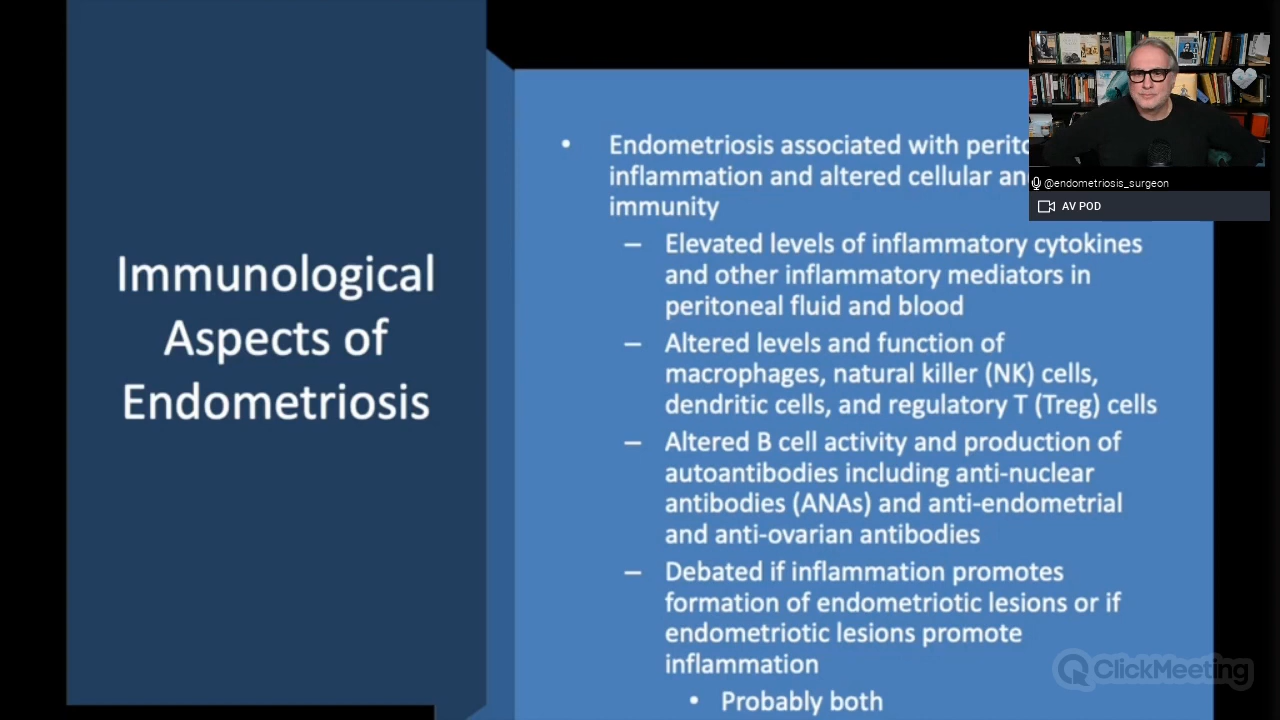 Immunological
Aspects of
Endometriosis
• Endometriosis associated with
inflammation and altered cellular
immunity
– Elevated levels of inflammatory cytokines
and other inflammatory mediators in
peritoneal fluid and blood
– Altered levels and function of
macrophages, natural killer (NK) cells,
dendritic cells, and regulatory T (Treg) cells
– Altered B cell activity and production of
autoantibodies including anti-nuclear
antibodies (ANAs) and anti-endometrial
and anti-ovarian antibodies
– Debated if inflammation promotes
formation of endometriotic lesions or if
endometriotic lesions promote
inflammation
• Probably both
@endometriosis_surgeon
AV POD
ClickMeeting